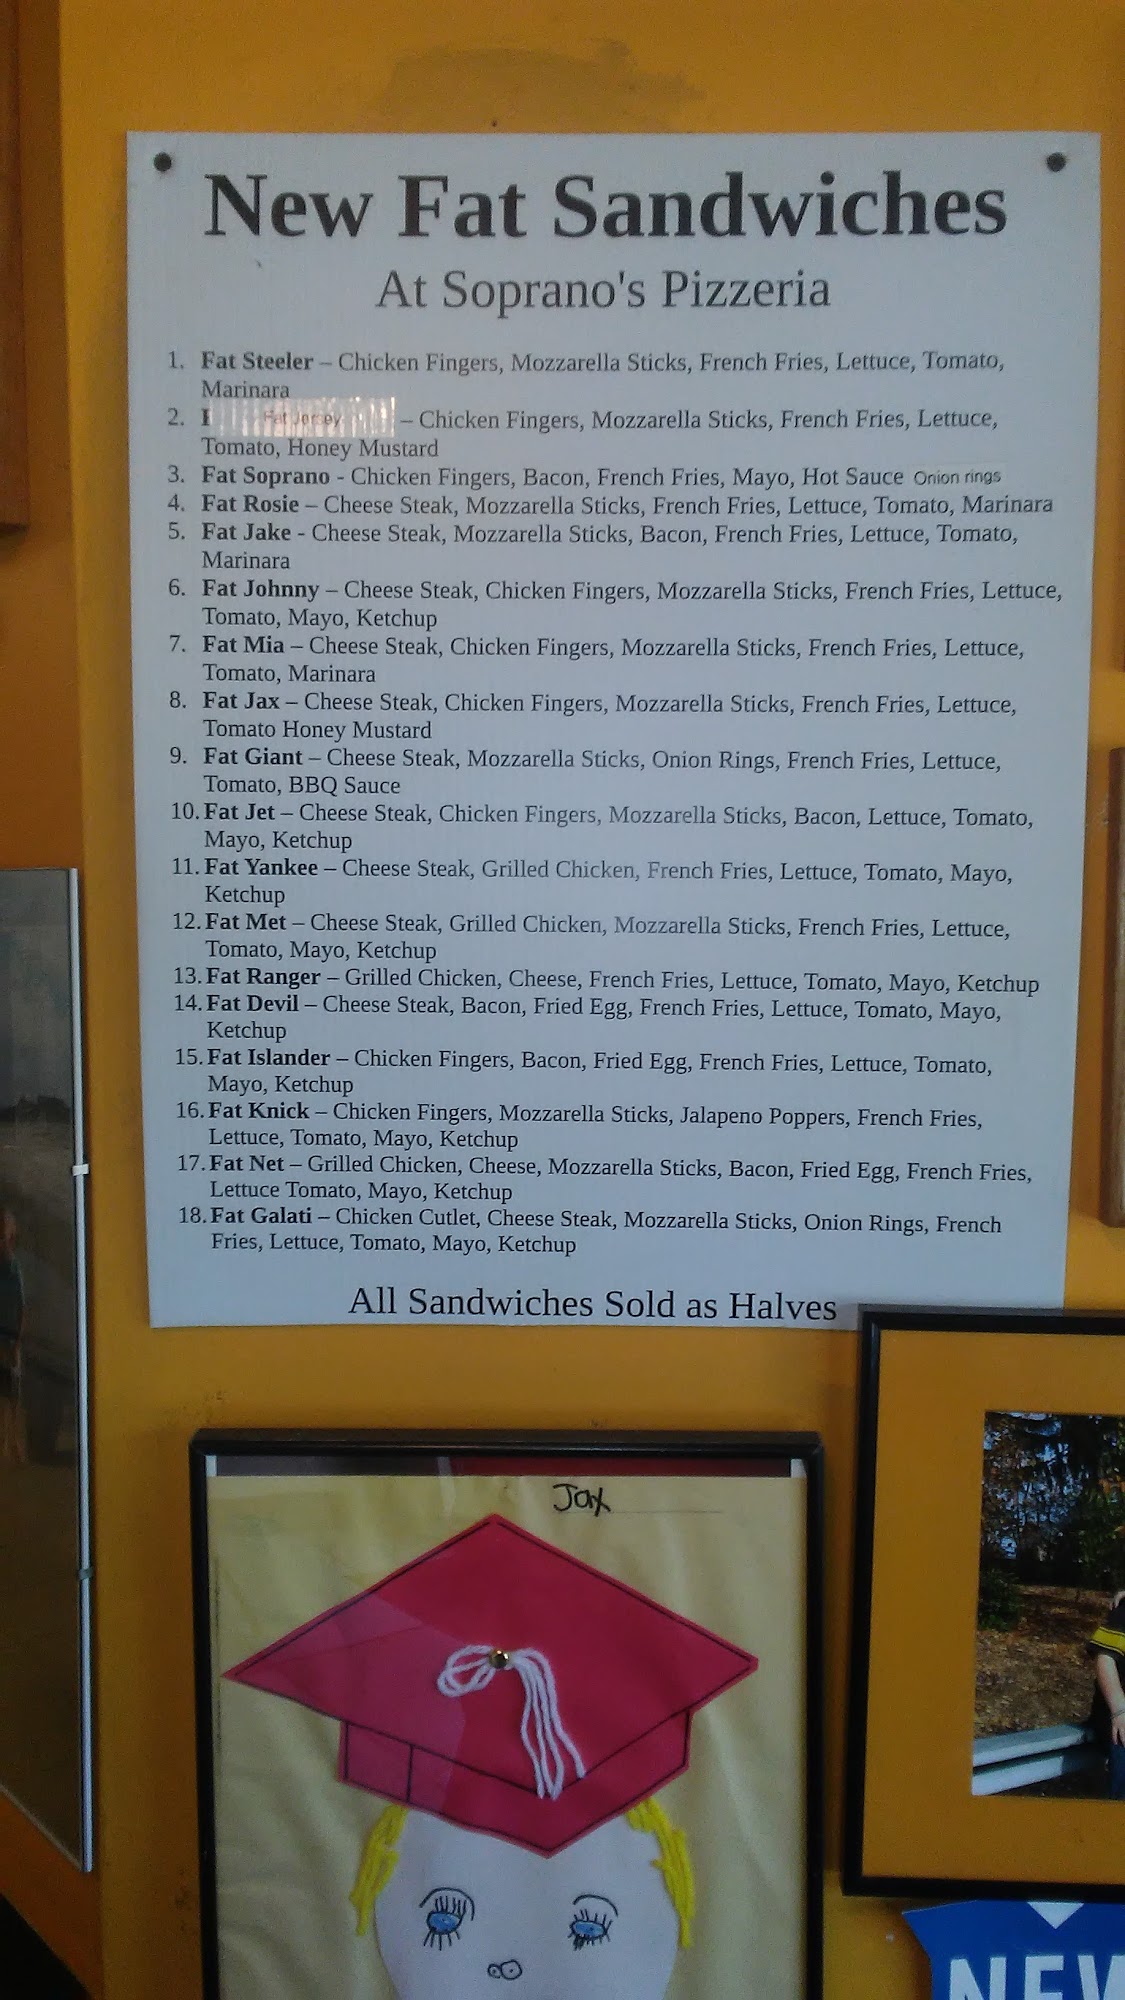 New Fat Sandwiches
At Soprano's Pizzeria
1. Fat Steeler – Chicken Fingers, Mozzarella Sticks, French Fries, Lettuce, Tomato,
Marinara
2. I Fat Jersey – Chicken Fingers, Mozzarella Sticks, French Fries, Lettuce,
Tomato, Honey Mustard
3. Fat Soprano - Chicken Fingers, Bacon, French Fries, Mayo, Hot Sauce Onion rings
4. Fat Rosie – Cheese Steak, Mozzarella Sticks, French Fries, Lettuce, Tomato, Marinara
5. Fat Jake - Cheese Steak, Mozzarella Sticks, Bacon, French Fries, Lettuce, Tomato,
Marinara
6. Fat Johnny – Cheese Steak, Chicken Fingers, Mozzarella Sticks, French Fries, Lettuce,
Tomato, Mayo, Ketchup
7. Fat Mia – Cheese Steak, Chicken Fingers, Mozzarella Sticks, French Fries, Lettuce,
Tomato, Marinara
8. Fat Jax – Cheese Steak, Chicken Fingers, Mozzarella Sticks, French Fries, Lettuce,
Tomato Honey Mustard
9. Fat Giant – Cheese Steak, Mozzarella Sticks, Onion Rings, French Fries, Lettuce,
Tomato, BBQ Sauce
10. Fat Jet – Cheese Steak, Chicken Fingers, Mozzarella Sticks, Bacon, Lettuce, Tomato,
Mayo, Ketchup
11. Fat Yankee – Cheese Steak, Grilled Chicken, French Fries, Lettuce, Tomato, Mayo,
Ketchup
12. Fat Met – Cheese Steak, Grilled Chicken, Mozzarella Sticks, French Fries, Lettuce,
Tomato, Mayo, Ketchup
13. Fat Ranger – Grilled Chicken, Cheese, French Fries, Lettuce, Tomato, Mayo, Ketchup
14. Fat Devil – Cheese Steak, Bacon, Fried Egg, French Fries, Lettuce, Tomato, Mayo,
Ketchup
15. Fat Islander – Chicken Fingers, Bacon, Fried Egg, French Fries, Lettuce, Tomato,
Mayo, Ketchup
16. Fat Knick – Chicken Fingers, Mozzarella Sticks, Jalapeno Poppers, French Fries,
Lettuce, Tomato, Mayo, Ketchup
17. Fat Net – Grilled Chicken, Cheese, Mozzarella Sticks, Bacon, Fried Egg, French Fries,
Lettuce Tomato, Mayo, Ketchup
18. Fat Galati – Chicken Cutlet, Cheese Steak, Mozzarella Sticks, Onion Rings, French
Fries, Lettuce, Tomato, Mayo, Ketchup
All Sandwiches Sold as Halves
Jax
NEW